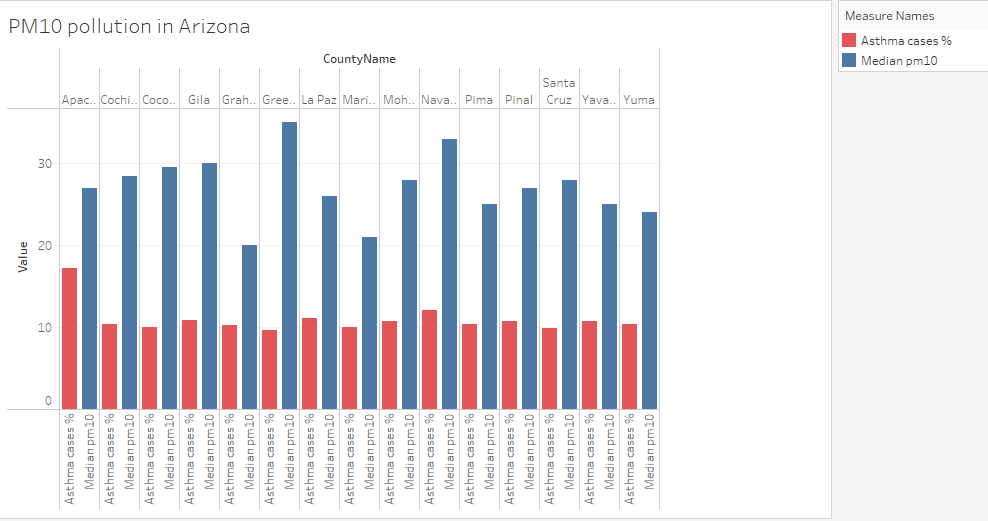 PM10 pollution in Arizona
Measure Names
Asthma cases %
Median pm10
CountyName
Apac.. Cochi.. Coco.. Gila Grah.. Gree.. La Paz Mari.. Moh.. Nava.. Pima Pinal Santa Cruz Yava.. Yuma
Value
30
20
10
0
Asthma cases %
Median pm10
Asthma cases %
Median pm10
Asthma cases %
Median pm10
Asthma cases %
Median pm10
Asthma cases %
Median pm10
Asthma cases %
Median pm10
Asthma cases %
Median pm10
Asthma cases %
Median pm10
Asthma cases %
Median pm10
Asthma cases %
Median pm10
Asthma cases %
Median pm10
Asthma cases %
Median pm10
Asthma cases %
Median pm10
Asthma cases %
Median pm10
Asthma cases %
Median pm10